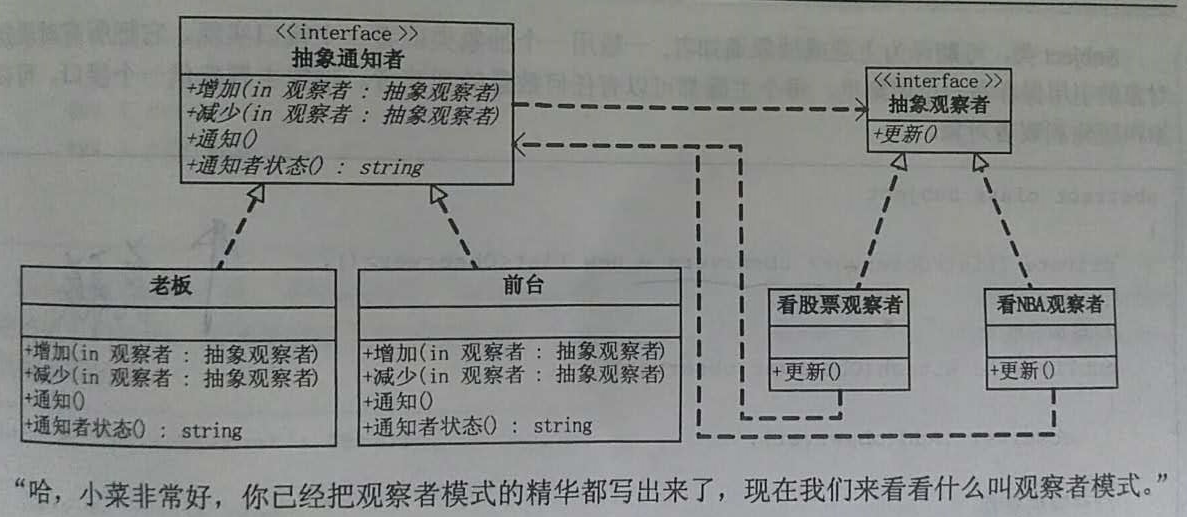 <<interface>>
抽象通知者
+增加(in 观察者 : 抽象观察者)
+减少(in 观察者 : 抽象观察者)
+通知()
+通知者状态() : string
<<interface>>
抽象观察者
+更新()
老板
+增加(in 观察者 : 抽象观察者)
+减少(in 观察者 : 抽象观察者)
+通知()
+通知者状态() : string
前台
+增加(in 观察者 : 抽象观察者)
+减少(in 观察者 : 抽象观察者)
+通知()
+通知者状态() : string
看股票观察者
+更新()
看NBA观察者
+更新()
“哈，小菜非常好，你已经把观察者模式的精华都写出来了，现在我们来看看什么叫观察者模式。”